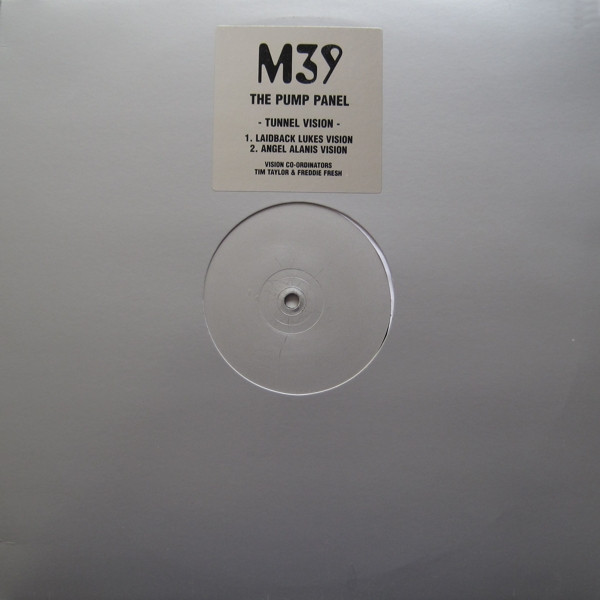 M39
THE PUMP PANEL
- TUNNEL VISION -
1. LAIDBACK LUKES VISION
2. ANGEL ALANIS VISION
VISION CO-ORDINATORS
TIM TAYLOR & FREDDIE FRESH